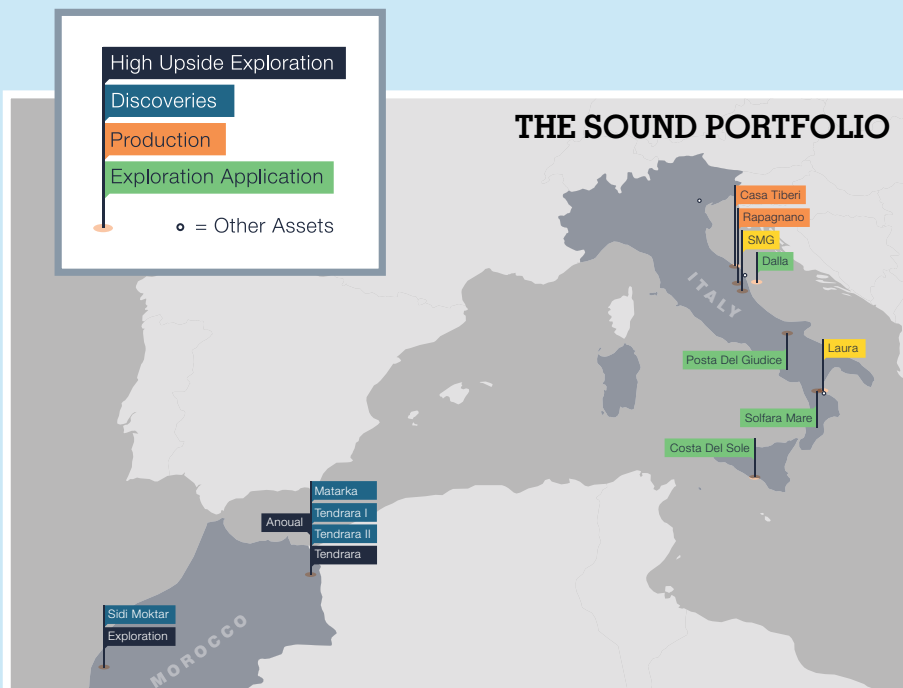 High Upside Exploration
Discoveries
Production
Exploration Application
= Other Assets
THE SOUND PORTFOLIO
Casa Tiberi
Rapagnano
SMG
Dalla
ITALY
Laura
Posta Del Giudice
Solfara Mare
Costa Del Sole
Matarka
Anoual
Tendrara I
Tendrara II
Tendrara
Sidi Moktar
Exploration
MOROCCO